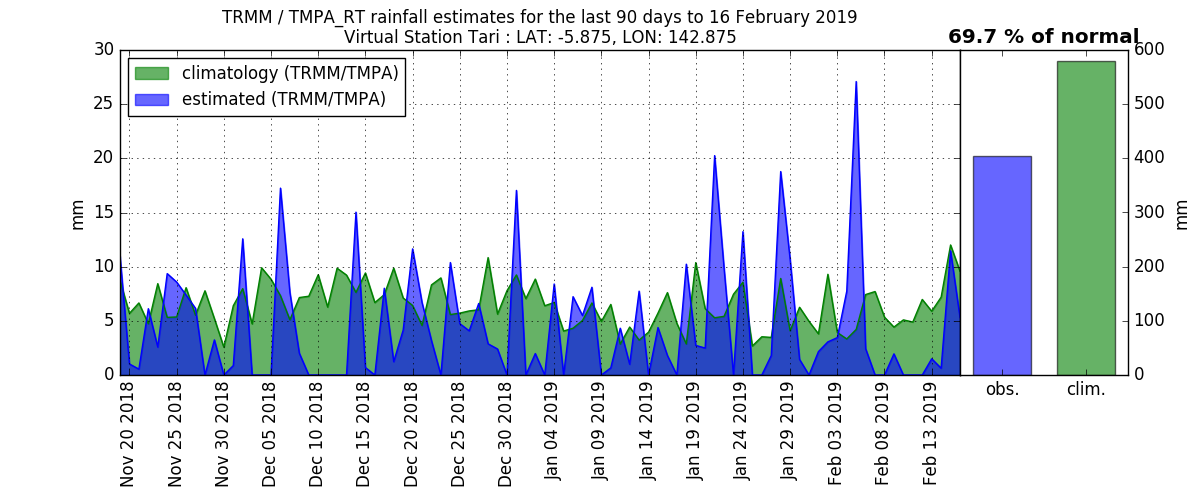 TRMM / TMPA_RT rainfall estimates for the last 90 days to 16 February 2019
Virtual Station Tari : LAT: -5.875, LON: 142.875
69.7 % of normal
climatology (TRMM/TMPA)
estimated (TRMM/TMPA)
30
25
20
15
10
5
0
mm
Nov 20 2018
Nov 25 2018
Nov 30 2018
Dec 05 2018
Dec 10 2018
Dec 15 2018
Dec 20 2018
Dec 25 2018
Dec 30 2018
Jan 04 2019
Jan 09 2019
Jan 14 2019
Jan 19 2019
Jan 24 2019
Jan 29 2019
Feb 03 2019
Feb 08 2019
Feb 13 2019
obs.
clim.
600
500
400
300
200
100
0
mm